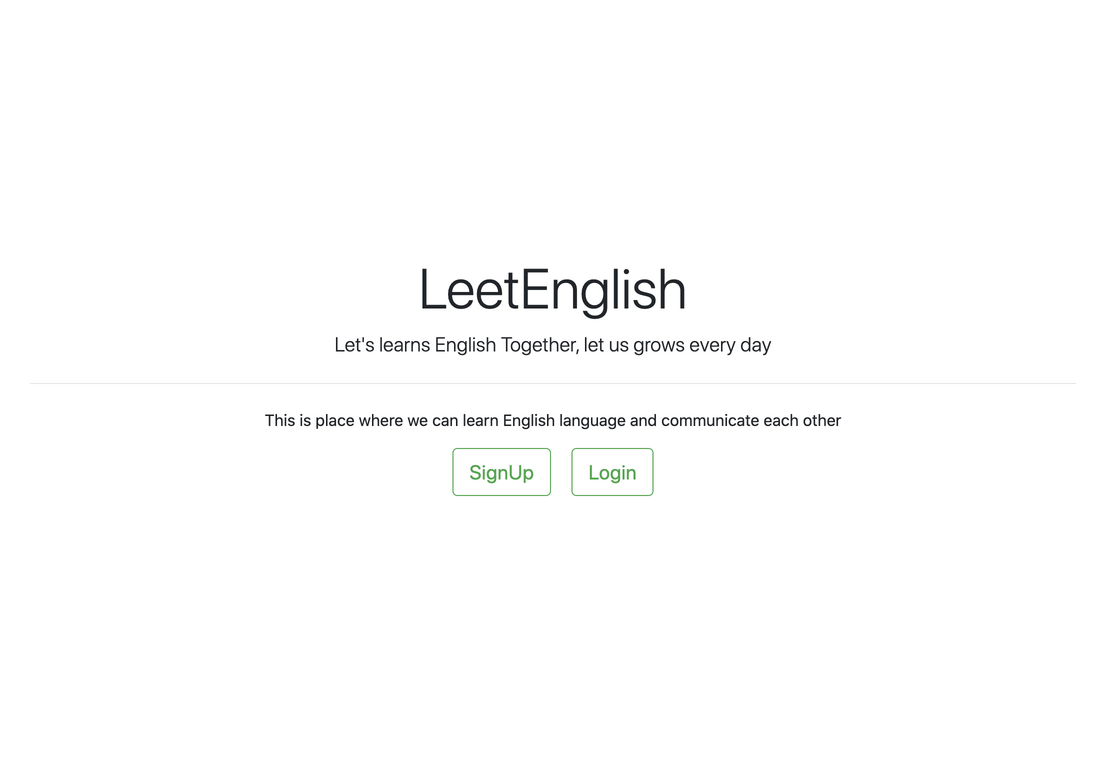 LeetEnglish
Let's learns English Together, let us grows every day
This is place where we can learn English language and communicate each other
SignUp
Login